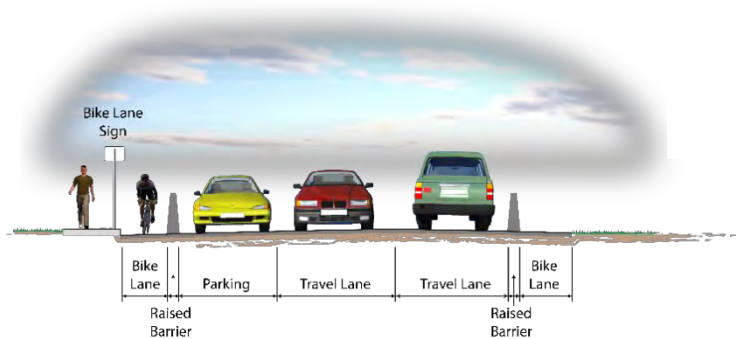 Bike Lane
Sign
Bike
Lane
Parking
Travel Lane
Travel Lane
Bike
Lane
Raised
Barrier
Raised
Barrier